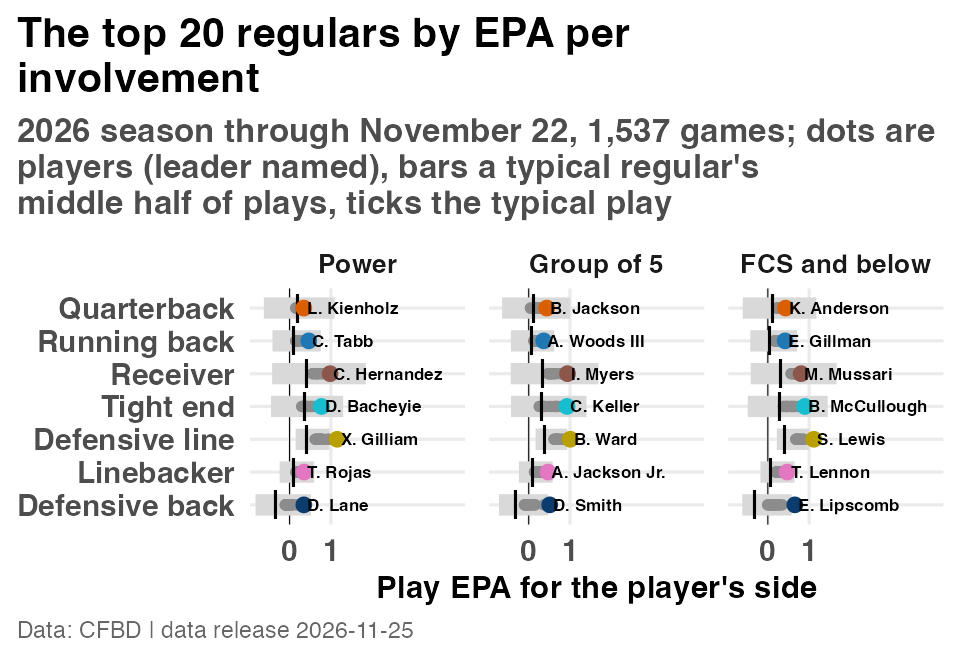 The top 20 regulars by EPA per
involvement
2026 season through November 22, 1,537 games; dots are
players (leader named), bars a typical regular's
middle half of plays, ticks the typical play
Power
Group of 5
FCS and below
Quarterback
L. Kienholz
B. Jackson
K. Anderson
Running back
C. Tabb
A. Woods III
E. Gillman
Receiver
C. Hernandez
I. Myers
M. Mussari
Tight end
D. Bacheyie
C. Keller
B. McCullough
Defensive line
X. Gilliam
B. Ward
S. Lewis
Linebacker
T. Rojas
A. Jackson Jr.
T. Lennon
Defensive back
D. Lane
D. Smith
E. Lipscomb
0 1
0 1
0 1
Play EPA for the player's side
Data: CFBD | data release 2026-11-25